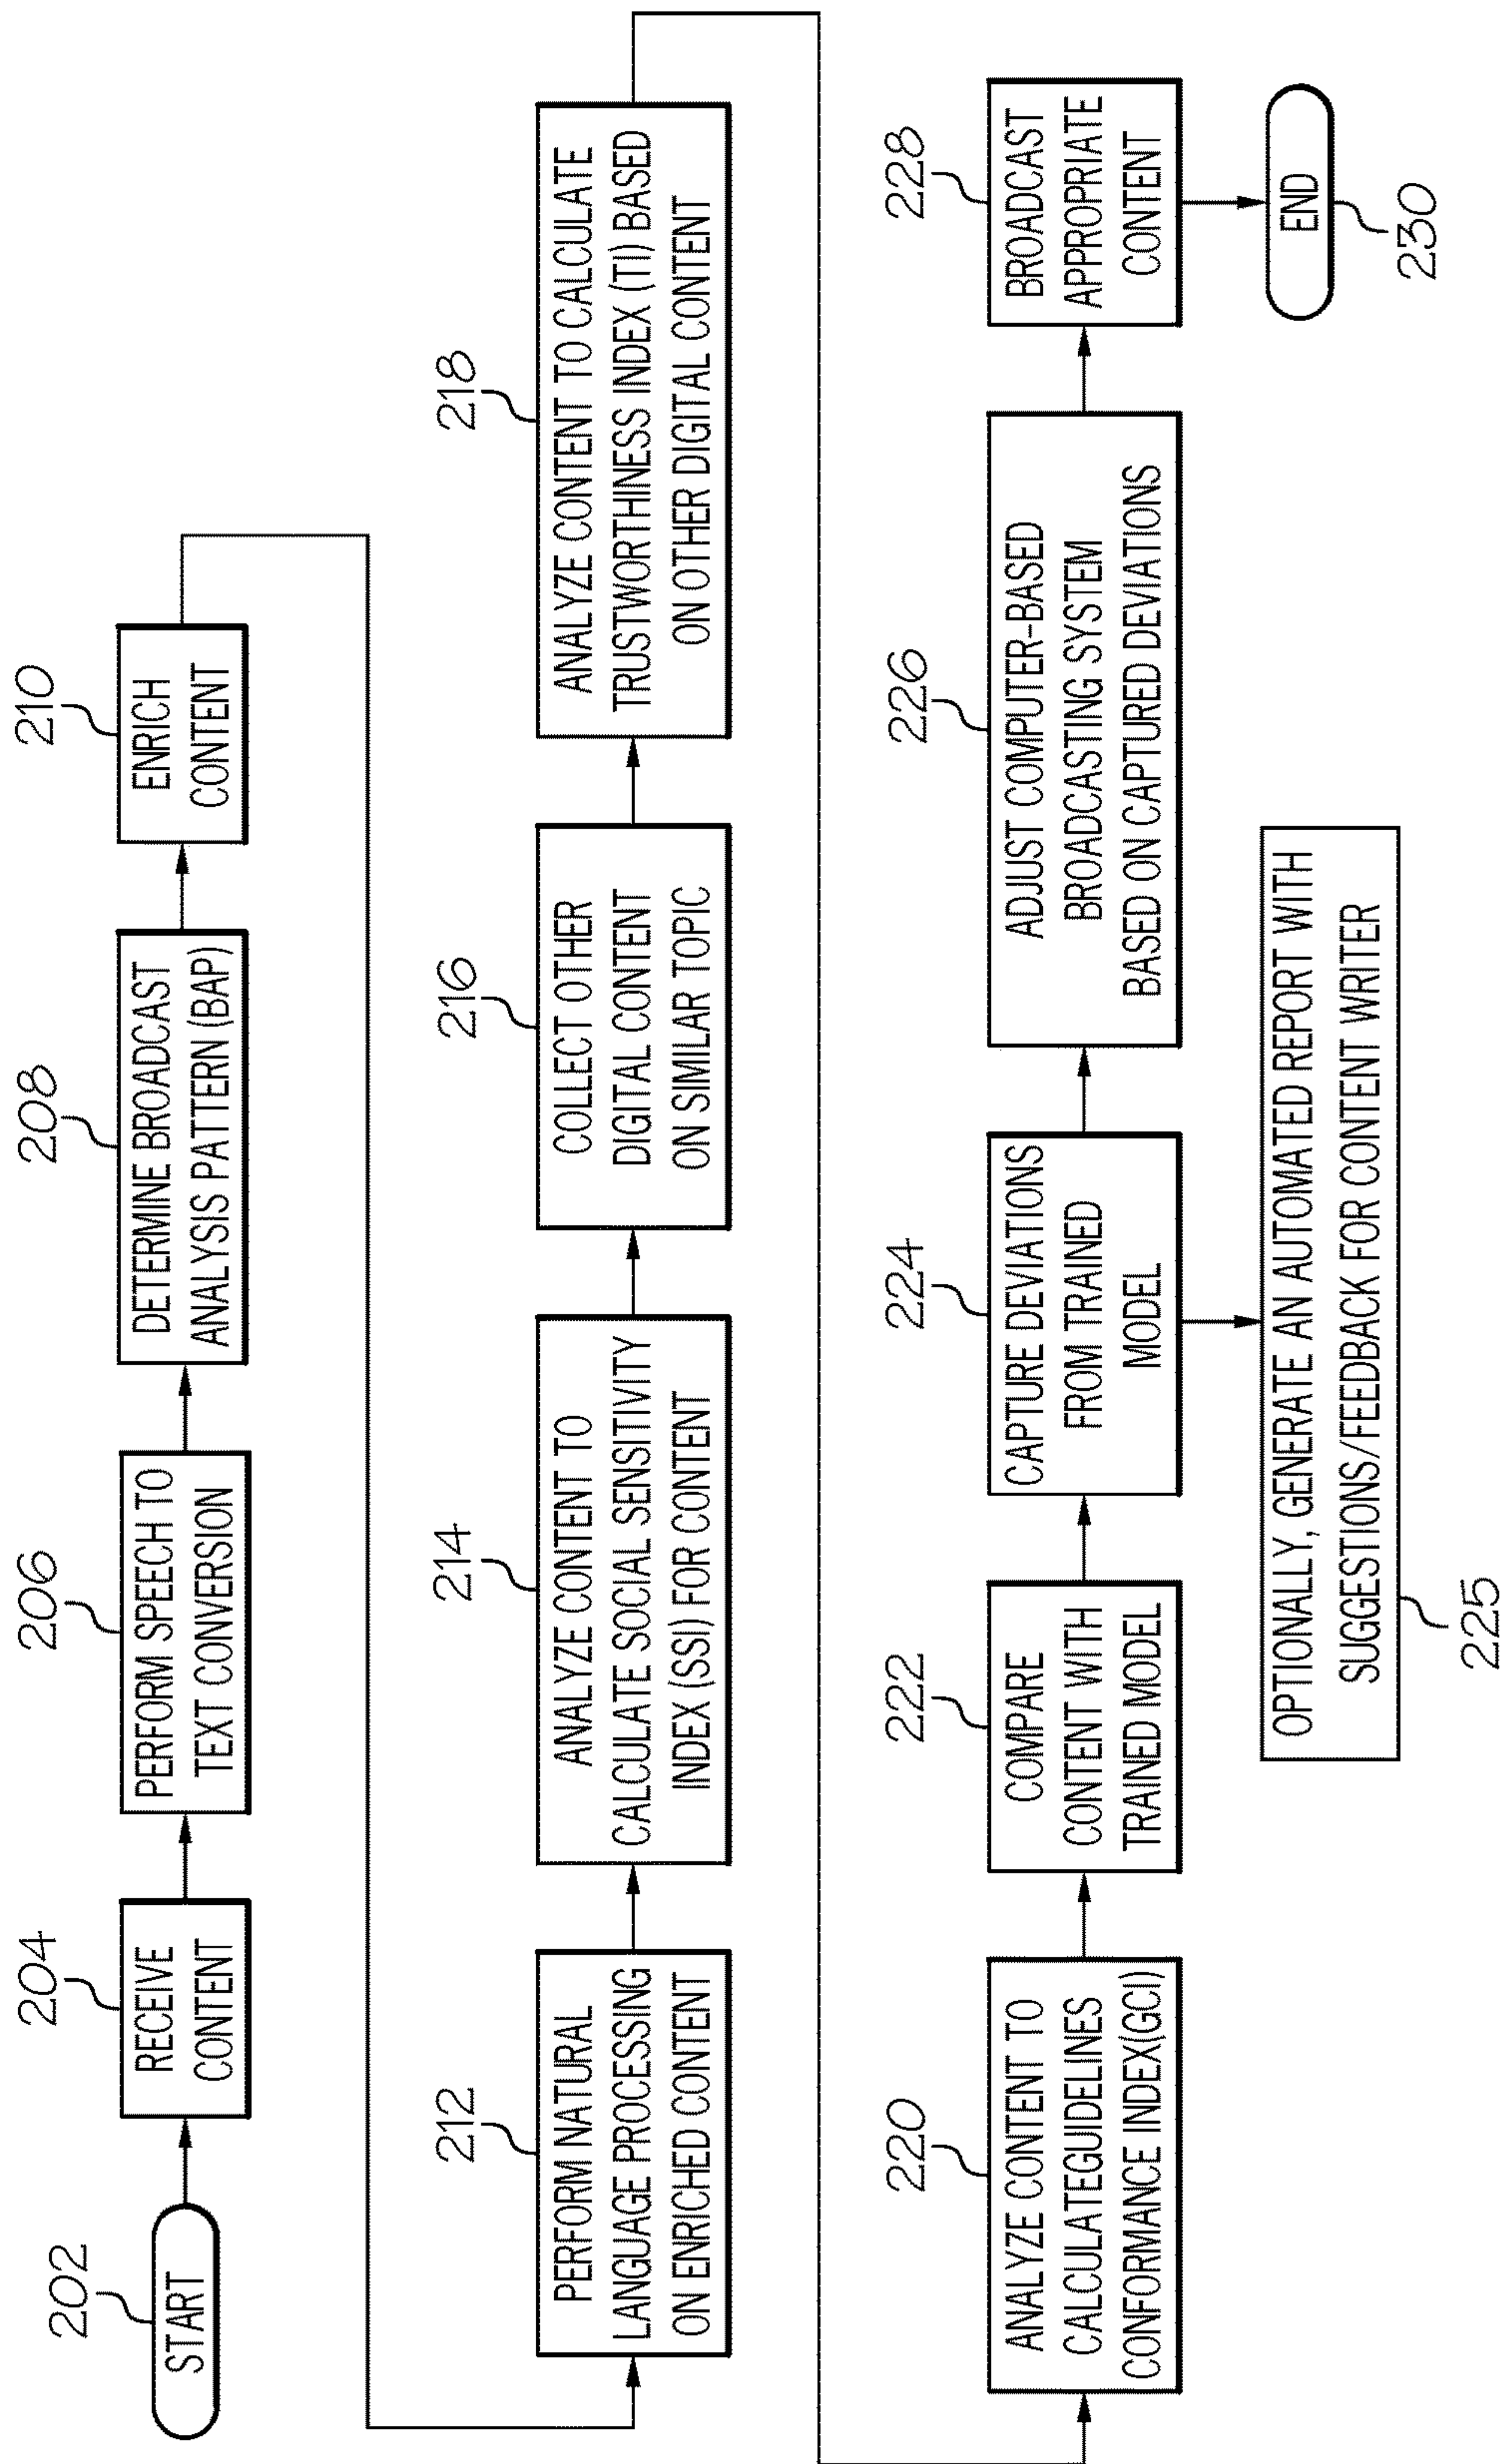 202
START
204
RECEIVE
CONTENT
206
PERFORM SPEECH TO
TEXT CONVERSION
208
DETERMINE BROADCAST
ANALYSIS PATTERN (BAP)
210
ENRICH
CONTENT
212
PERFORM NATURAL
LANGUAGE PROCESSING
ON ENRICHED CONTENT
214
ANALYZE CONTENT TO
CALCULATE SOCIAL SENSITIVITY
INDEX (SSI) FOR CONTENT
216
COLLECT OTHER
DIGITAL CONTENT
ON SIMILAR TOPIC
218
ANALYZE CONTENT TO CALCULATE
TRUSTWORTHINESS INDEX (TI) BASED
ON OTHER DIGITAL CONTENT
220
ANALYZE CONTENT TO
CALCULATEGUIDELINES
CONFORMANCE INDEX(GCI)
222
COMPARE
CONTENT WITH
TRAINED MODEL
224
CAPTURE DEVIATIONS
FROM TRAINED
MODEL
226
ADJUST COMPUTER-BASED
BROADCASTING SYSTEM
BASED ON CAPTURED DEVIATIONS
228
BROADCAST
APPROPRIATE
CONTENT
OPTIONALLY, GENERATE AN AUTOMATED REPORT WITH
SUGGESTIONS/FEEDBACK FOR CONTENT WRITER
225
END
230